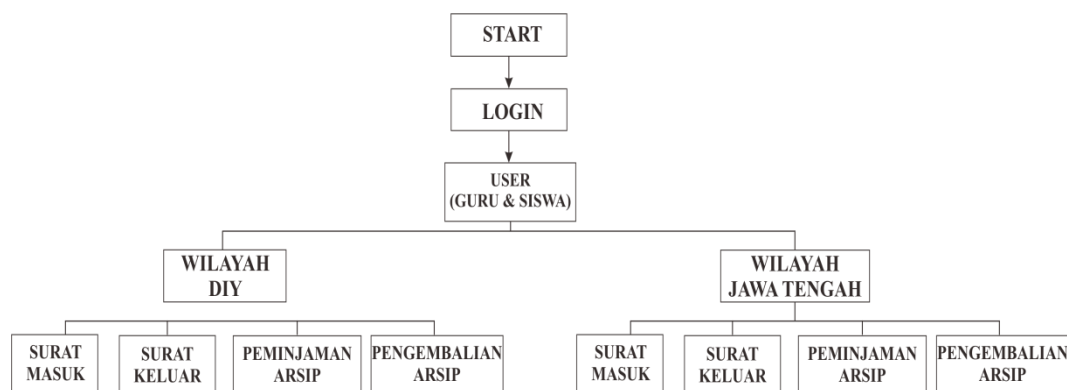 START
LOGIN
USER
(GURU & SISWA)
WILAYAH
DIY
WILAYAH
JAWA TENGAH
SURAT
MASUK
SURAT
KELUAR
PEMINJAMAN
ARSIP
PENGEMBALIAN
ARSIP
SURAT
MASUK
SURAT
KELUAR
PEMINJAMAN
ARSIP
PENGEMBALIAN
ARSIP